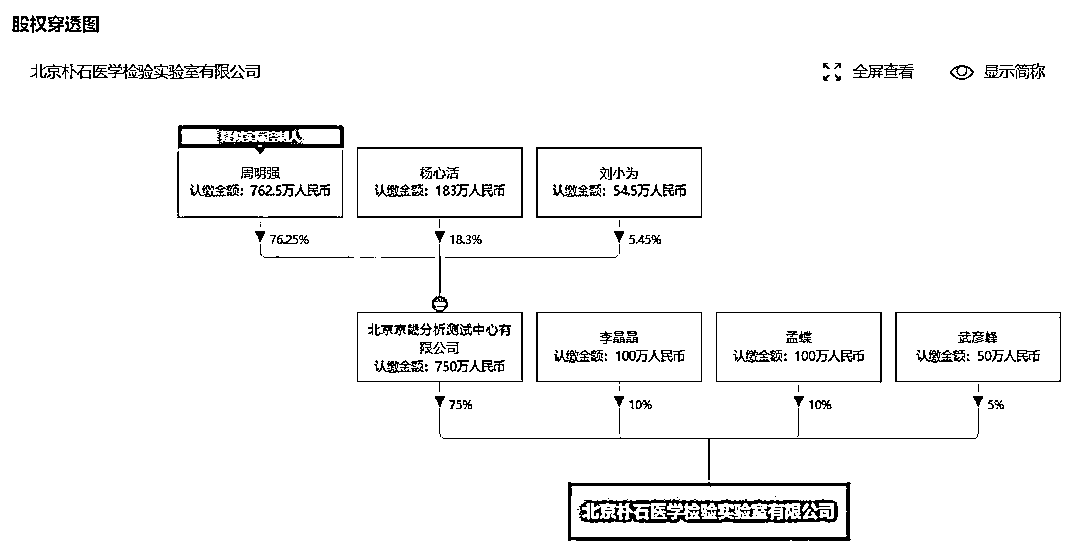 股权穿透图
北京朴石医学检验实验室有限公司
全屏查看
显示简称
疑似实际控制人
周明强
认缴金额：762.5万人民币
杨心活
认缴金额：183万人民币
刘小为
认缴金额：54.5万人民币
76.25%
18.3%
5.45%
北京京畿分析测试中心有
限公司
认缴金额：750万人民币
李晶晶
认缴金额：100万人民币
孟蝶
认缴金额：100万人民币
武彦峰
认缴金额：50万人民币
75%
10%
10%
5%
北京朴石医学检验实验室有限公司